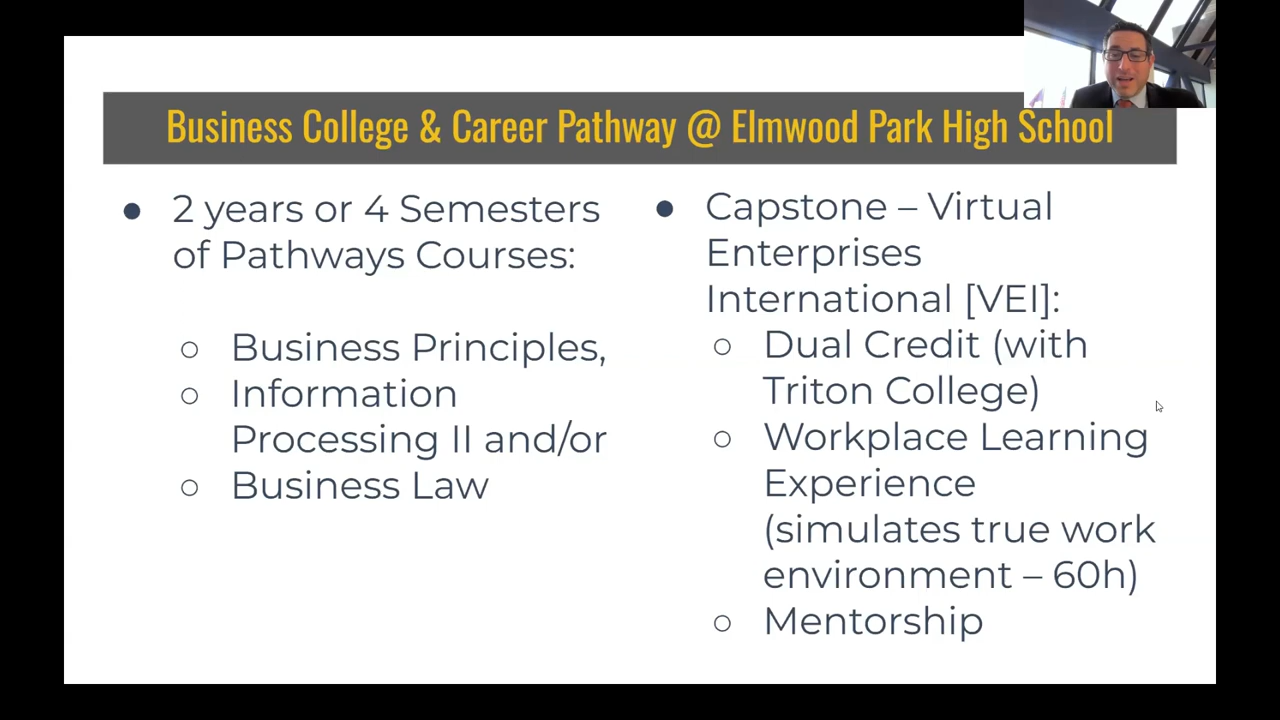 Business College & Career Pathway @ Elmwood Park High School
● 2 years or 4 Semesters
of Pathways Courses:
○ Business Principles,
○ Information
Processing II and/or
○ Business Law
● Capstone – Virtual
Enterprises
International [VEI]:
○ Dual Credit (with
Triton College)
○ Workplace Learning
Experience
(simulates true work
environment – 60h)
○ Mentorship